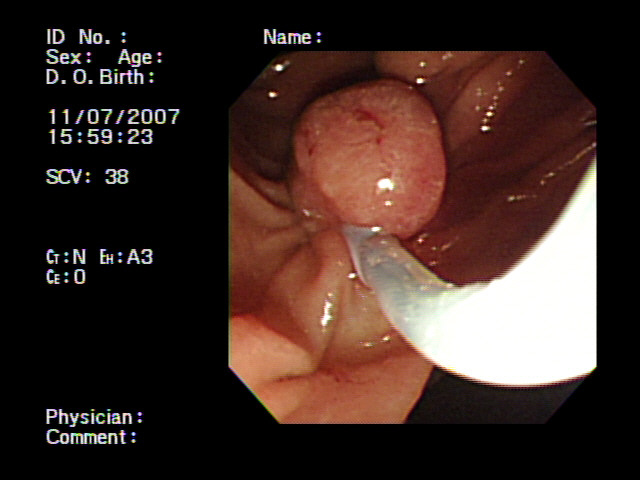 ID No.: Name:
Sex: Age:
D.O.Birth:
11/07/2007
15:59:23
SCV: 38
CT:N EH:A3
CE:0
Physician:
Comment: